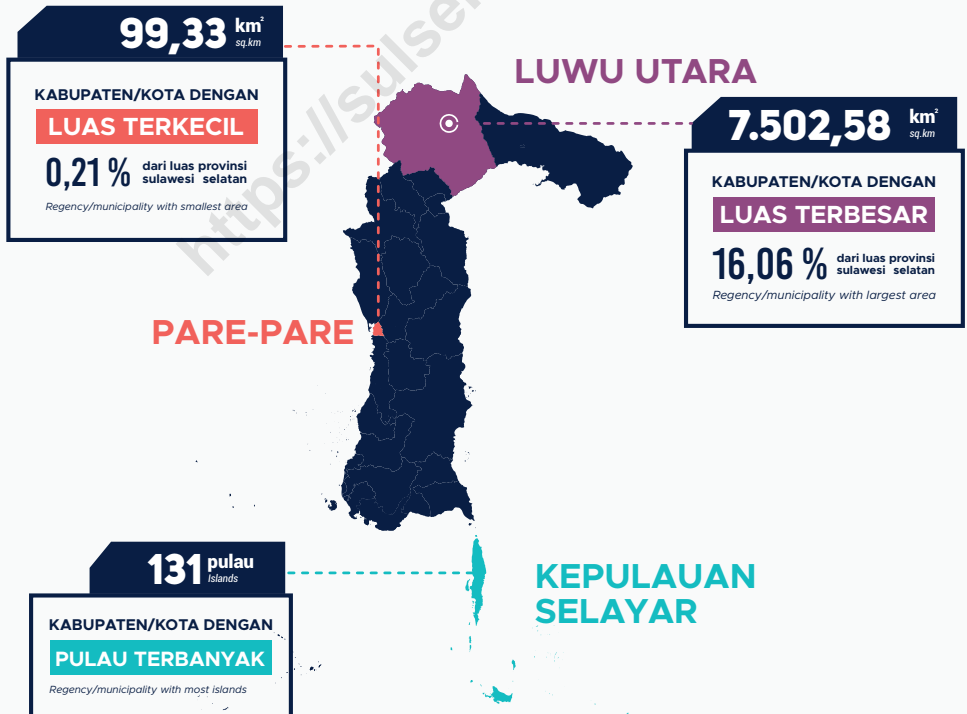 99,33 km²
sq.km
KABUPATEN/KOTA DENGAN
LUAS TERKECIL
0,21 % dari luas provinsi
sulawesi selatan
Regency/municipality with smallest area
LUWU UTARA
7.502,58 km²
sq.km
KABUPATEN/KOTA DENGAN
LUAS TERBESAR
16,06 % dari luas provinsi
sulawesi selatan
Regency/municipality with largest area
PARE-PARE
131 pulau
Islands
KABUPATEN/KOTA DENGAN
PULAU TERBANYAK
Regency/municipality with most islands
KEPULAUAN
SELAYAR
https://sulse